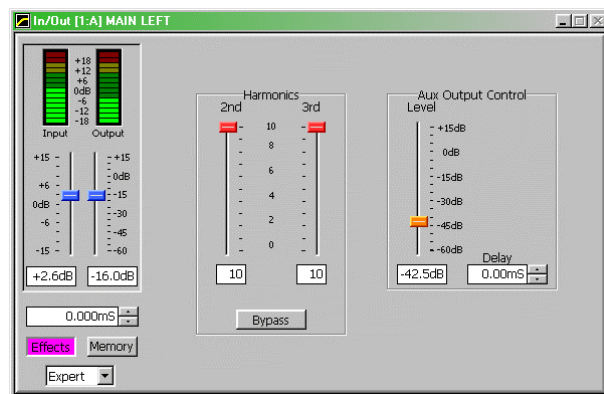 In/Out [1:A] MAIN LEFT
+18
+12
+6
0dB
-6
-12
-18
Input Output
+15 +15
+6 0dB
0dB -15
-6 -30
-45
-15 -60
+2.6dB -16.0dB
0.000mS
Effects Memory
Expert
Harmonics
2nd 3rd
10
8
6
4
2
0
10 10
Bypass
Aux Output Control
Level
+15dB
0dB
-15dB
-30dB
-45dB
-60dB
Delay
-42.5dB 0.00mS